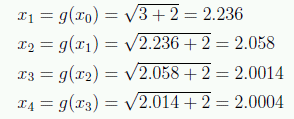 x₁ = g(x₀) = √3 + 2 = 2.236
x₂ = g(x₁) = √2.236 + 2 = 2.058
x₃ = g(x₂) = √2.058 + 2 = 2.0014
x₄ = g(x₃) = √2.014 + 2 = 2.0004